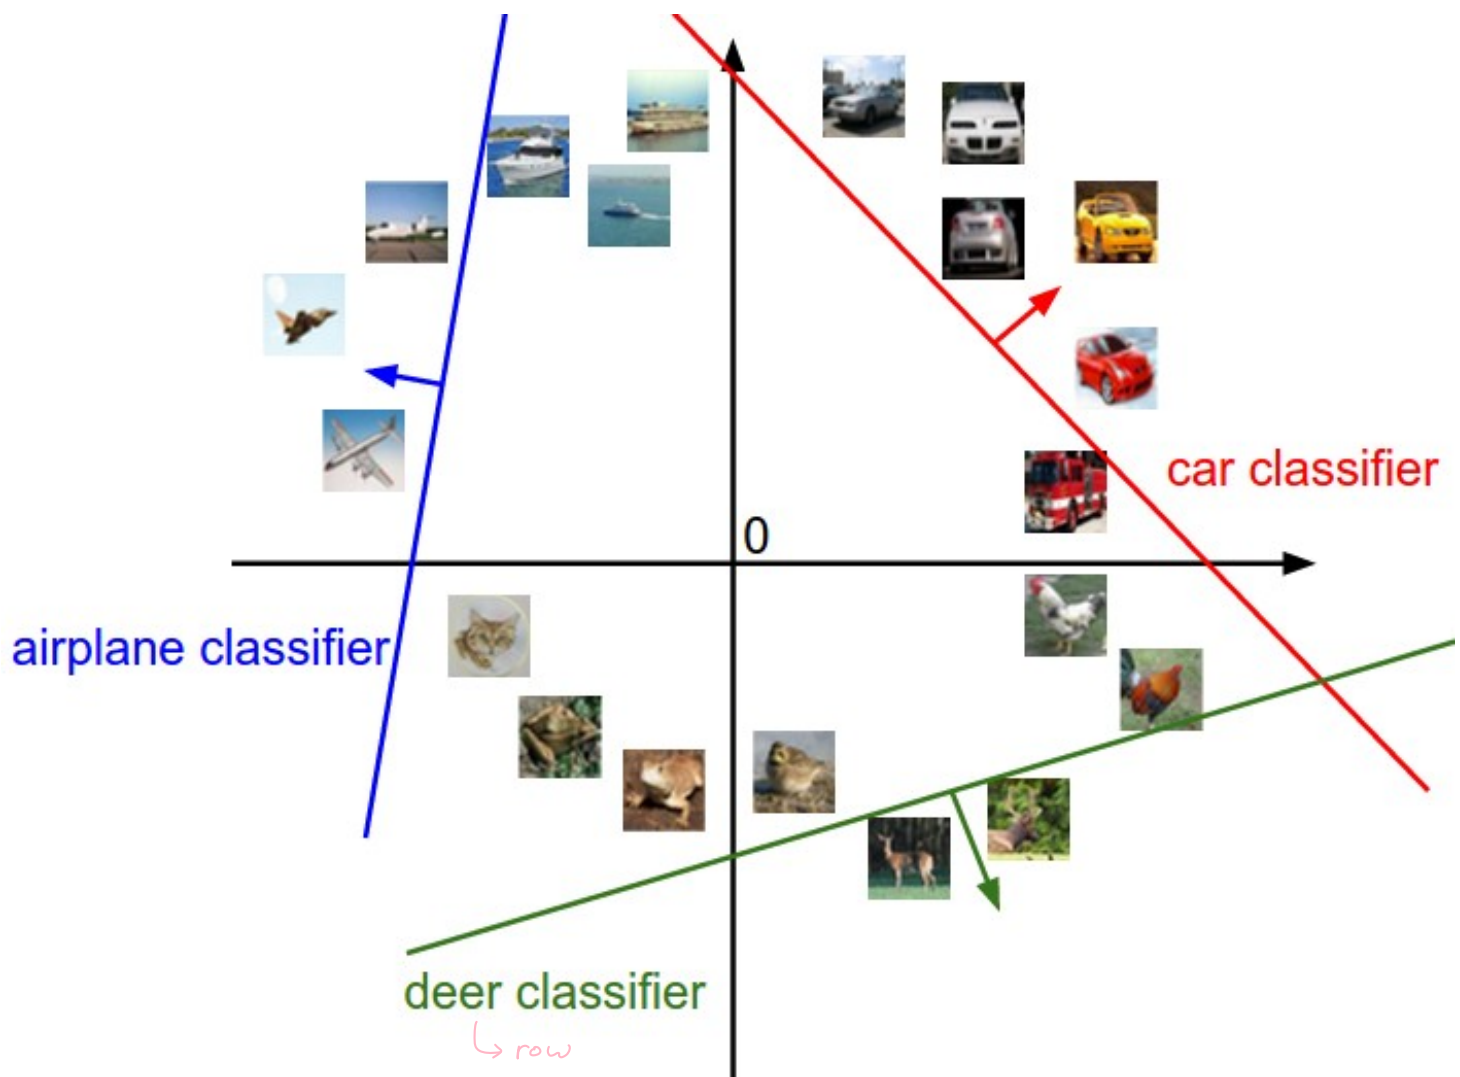 car classifier
0
airplane classifier
deer classifier
row